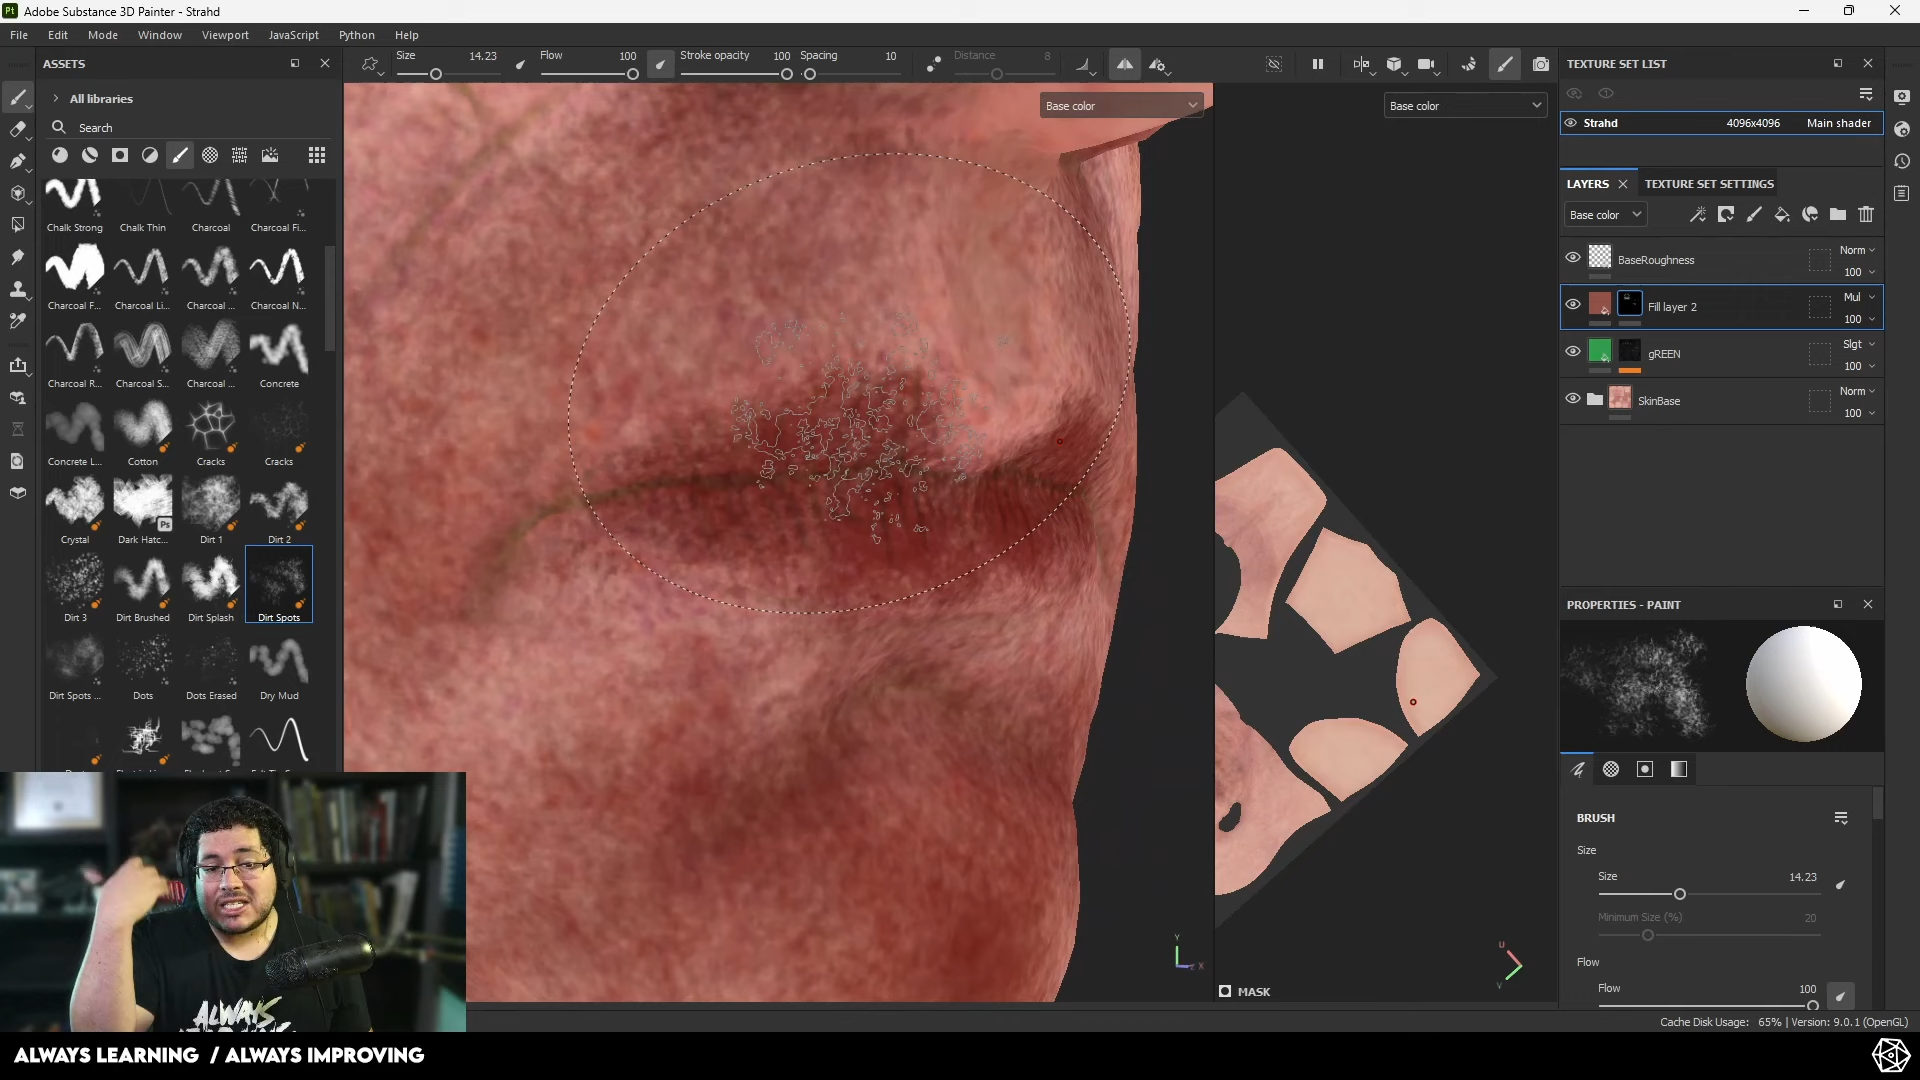 Pt Adobe Substance 3D Painter - Strahd
File Edit Mode Window Viewport JavaScript Python Help
ASSETS
All libraries
Search
Chalk Strong Chalk Thin Charcoal Charcoal Fi...
Charcoal F... Charcoal Li... Charcoal ... Charcoal N...
Charcoal R... Charcoal S... Charcoal ... Concrete
Concrete L... Cotton Cracks Cracks
Ps
Crystal Dark Hatc... Dirt 1 Dirt 2
Dirt 3 Dirt Brushed Dirt Splash Dirt Spots
Dirt Spots ... Dots Dots Erased Dry Mud
Size 14.23 Flow 100 Stroke opacity 100 Spacing 10 Distance 8
Base color
Base color
Y
X
U
V
MASK
TEXTURE SET LIST
Strahd 4096x4096 Main shader
LAYERS TEXTURE SET SETTINGS
Base color
BaseRoughness Norm
100
Fill layer 2 Mul
100
gREEN Slgt
100
SkinBase Norm
100
PROPERTIES - PAINT
BRUSH
Size
Size 14.23
Minimum Size (%) 20
Flow
Flow 100
Cache Disk Usage: 65% | Version: 9.0.1 (OpenGL)
ALWAYS
ALWAYS LEARNING / ALWAYS IMPROVING